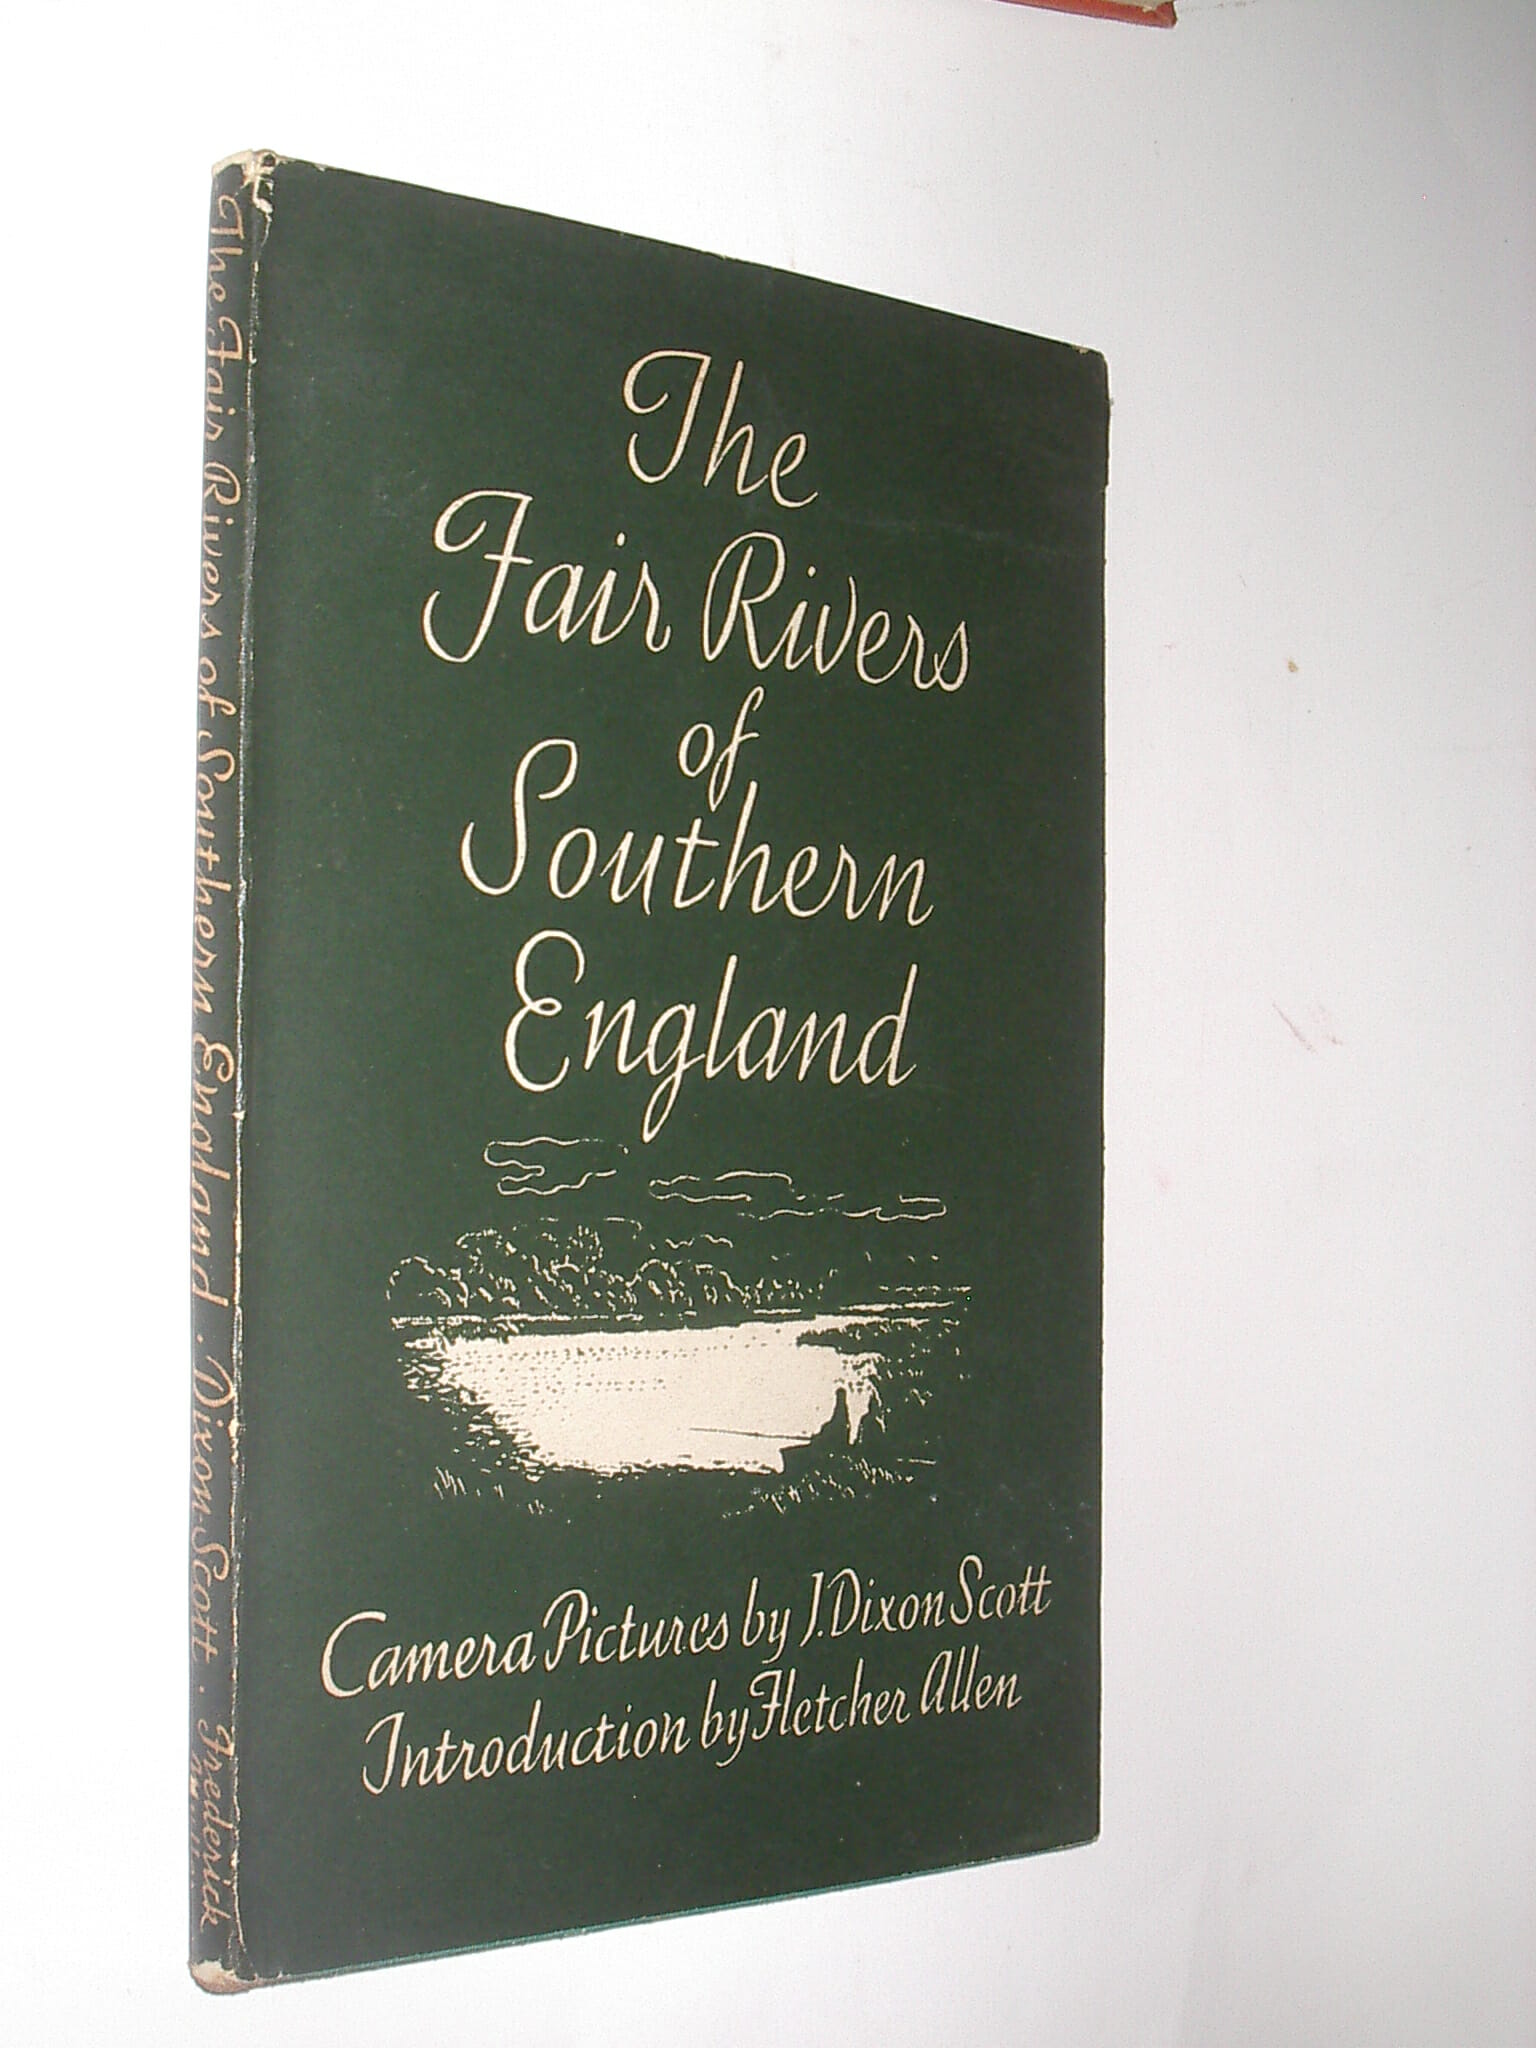 The
Fair Rivers
of
Southern
England
Camera Pictures by J. Dixon Scott
Introduction by Fletcher Allen
The Fair Rivers of Southern England . Dixon-Scott . Frederick